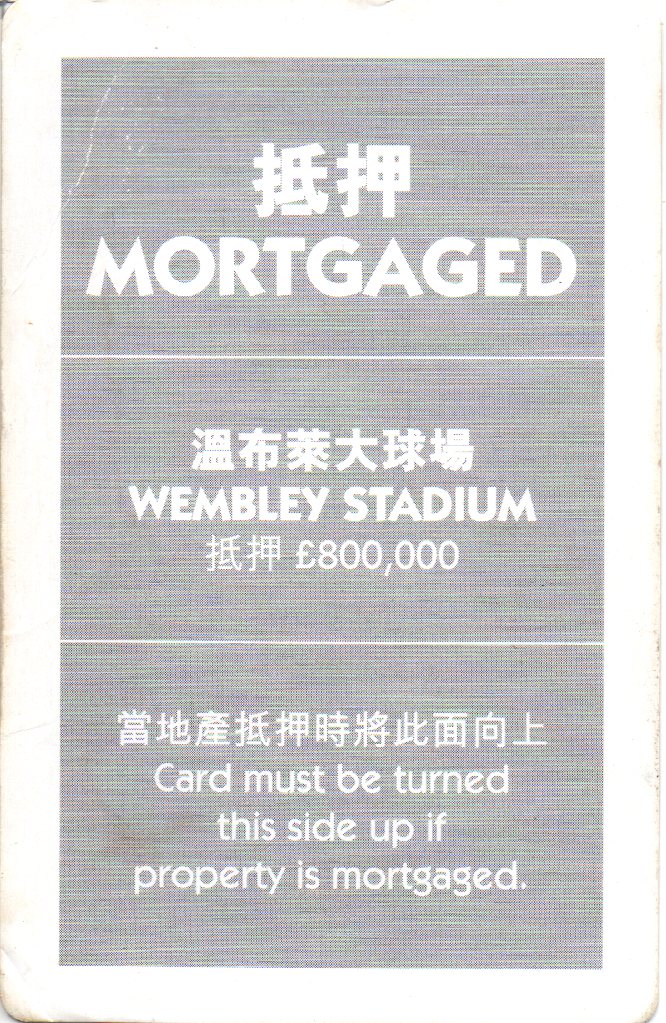 抵押
MORTGAGED
溫布萊大球場
WEMBLEY STADIUM
抵押 £800,000
當地產抵押時將此面向上
Card must be turned
this side up if
property is mortgaged.